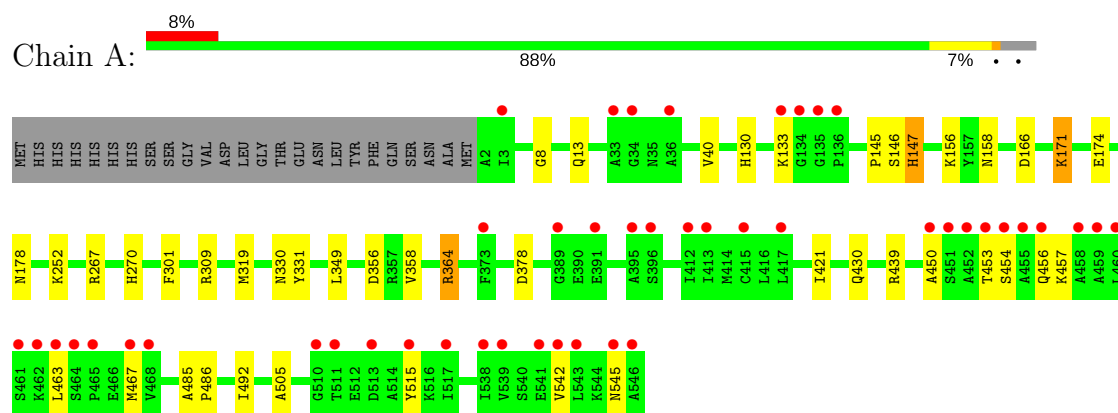 8%
Chain A:
88% 7% • •
MET HIS HIS HIS HIS HIS HIS SER SER GLY VAL ASP LEU GLY THR GLU ASN LEU TYR PHE GLN SER ASN ALA MET A2 I3 G8 Q13 A33 G34 N35 A36 V40 H130 K133 G134 G135 P136 P145 S146 H147 K156 Y157 N158 D166 K171 E174
N178 K252 R267 H270 F301 R309 M319 N330 Y331 L349 D356 R357 V358 R364 F373 D378 G389 E390 E391 A395 S396 I412 I413 M414 C415 L416 L417 I421 Q430 R439 A450 S451 A452 T453 S454 A455 Q456 K457 A458 A459 L460
S461 K462 L463 S464 P465 E466 M467 V468 A485 P486 I492 A505 G510 T511 E512 D513 A514 Y515 K516 I517 I538 V539 S540 E541 V542 L543 K544 N545 A546